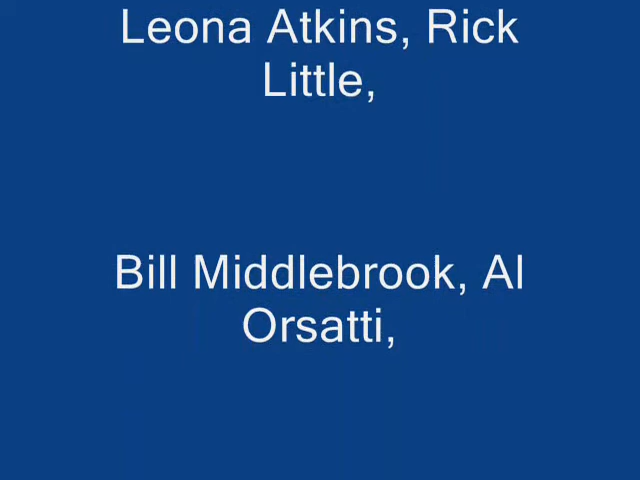 Leona Atkins, Rick
Little,
Bill Middlebrook, Al
Orsatti,